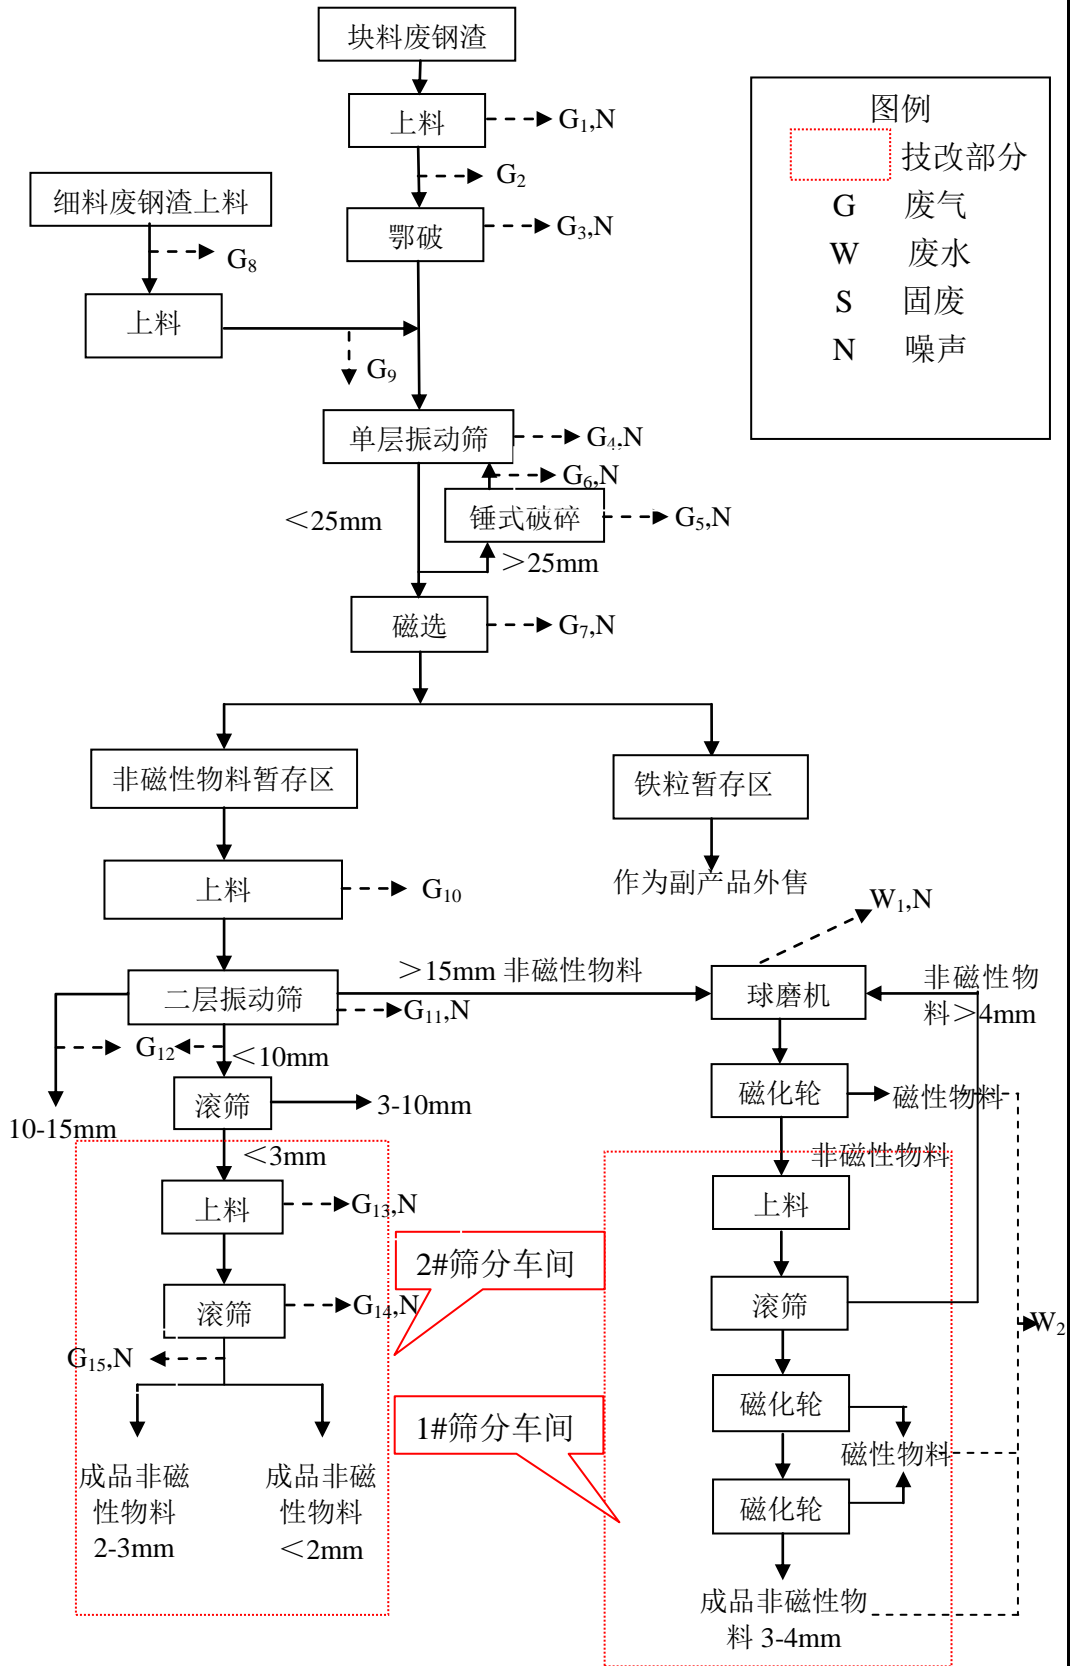 块料废钢渣
图例
上料
G1,N
技改部分
G2
细料废钢渣上料
G 废气
鄂破
G3,N
W 废水
G8
S 固废
上料
N 噪声
G9
单层振动筛
G4,N
G6,N
<25mm
锤式破碎
G5,N
>25mm
磁选
G7,N
非磁性物料暂存区
铁粒暂存区
上料
G10
作为副产品外售
W1,N
>15mm 非磁性物料
二层振动筛
G11,N
球磨机
非磁性物
料>4mm
G12
<10mm
滚筛
3-10mm
磁化轮
磁性物料
10-15mm
<3mm
非磁性物料
上料
G13,N
上料
2#筛分车间
滚筛
G14,N
滚筛
W2
G15,N
磁化轮
1#筛分车间
磁性物料
成品非磁
性物料
2-3mm
成品非磁
性物料
<2mm
磁化轮
成品非磁性物
料 3-4mm